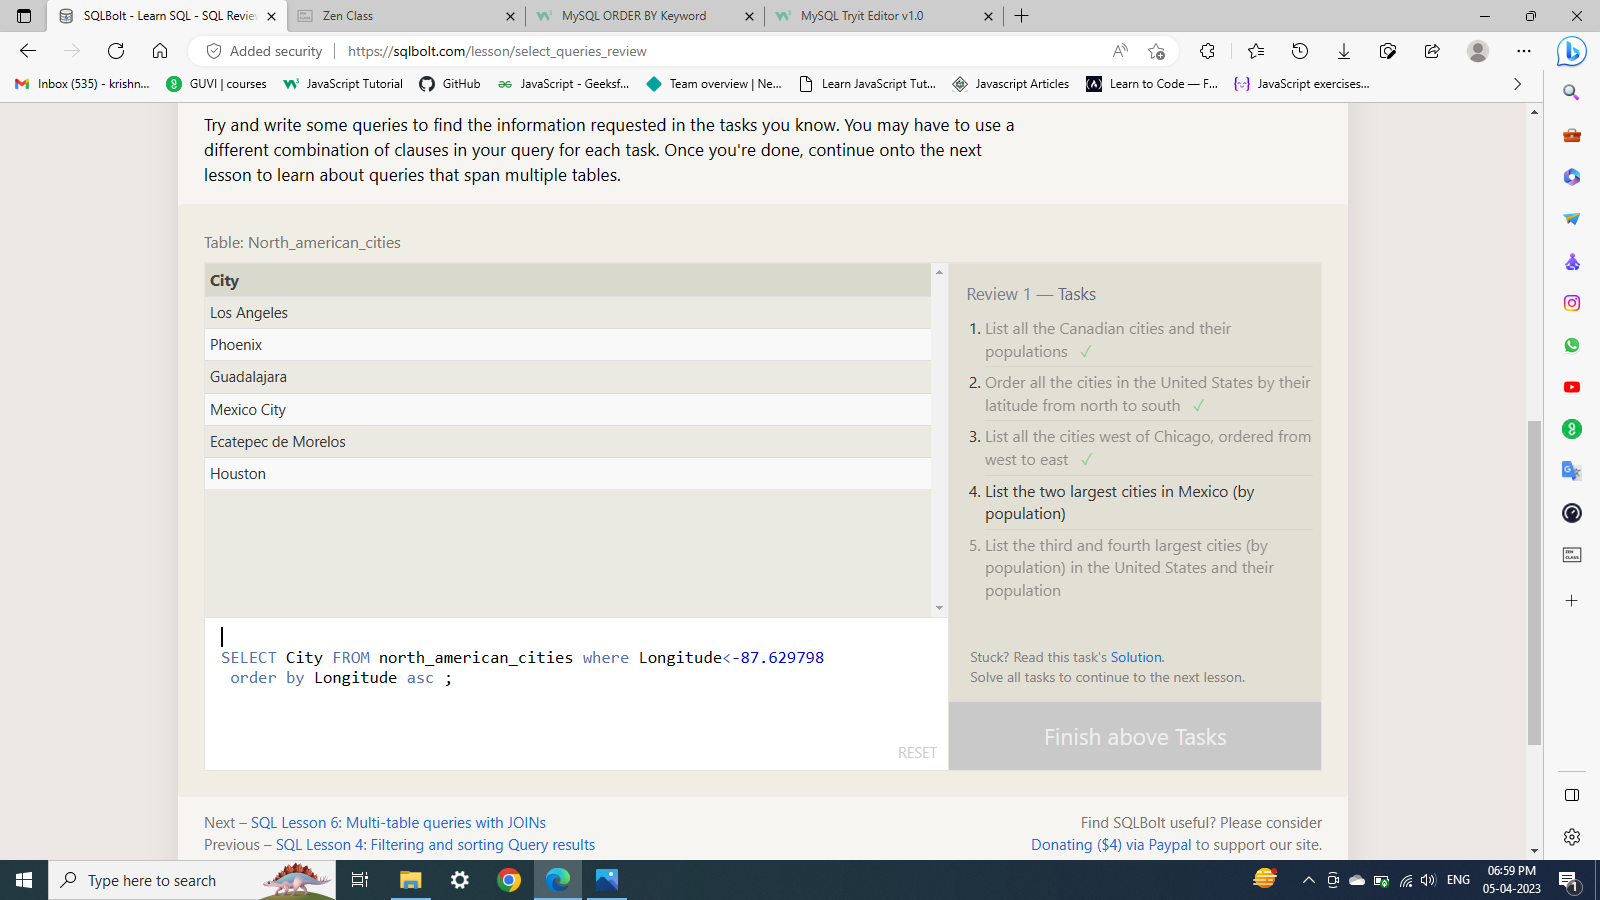 SQLBolt - Learn SQL - SQL Revie
Zen Class
MySQL ORDER BY Keyword
MySQL Tryit Editor v1.0
Added security
https://sqlbolt.com/lesson/select_queries_review
Inbox (535) - krishn...
GUVI | courses
JavaScript Tutorial
GitHub
JavaScript - Geeksf...
Team overview | Ne...
Learn JavaScript Tut...
Javascript Articles
Learn to Code — F...
JavaScript exercises...
Try and write some queries to find the information requested in the tasks you know. You may have to use a
different combination of clauses in your query for each task. Once you're done, continue onto the next
lesson to learn about queries that span multiple tables.
Table: North_american_cities
City
Los Angeles
Phoenix
Guadalajara
Mexico City
Ecatepec de Morelos
Houston
SELECT City FROM north_american_cities where Longitude<-87.629798
order by Longitude asc ;
RESET
Review 1 — Tasks
1. List all the Canadian cities and their
populations ✓
2. Order all the cities in the United States by their
latitude from north to south ✓
3. List all the cities west of Chicago, ordered from
west to east ✓
4. List the two largest cities in Mexico (by
population)
5. List the third and fourth largest cities (by
population) in the United States and their
population
Stuck? Read this task's Solution.
Solve all tasks to continue to the next lesson.
Finish above Tasks
Next – SQL Lesson 6: Multi-table queries with JOINs
Previous – SQL Lesson 4: Filtering and sorting Query results
Find SQLBolt useful? Please consider
Donating ($4) via Paypal to support our site.
ZEN
CLASS
Type here to search
ENG
06:59 PM
05-04-2023
1